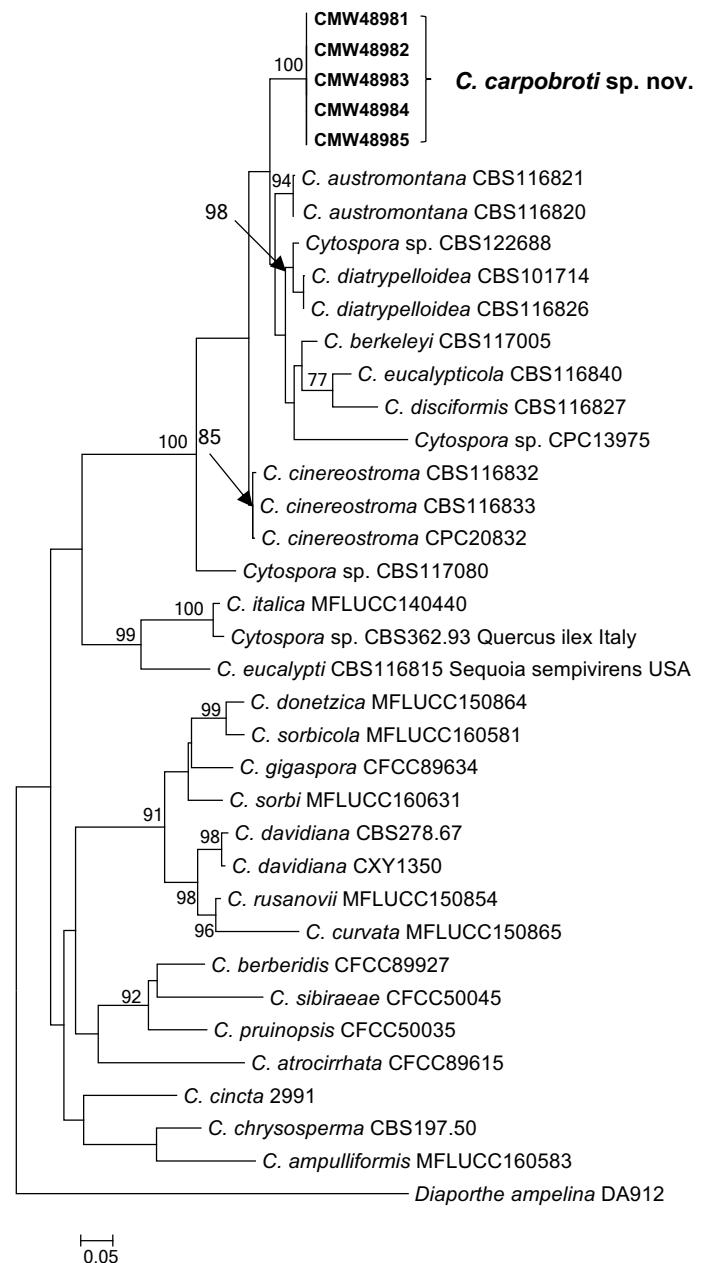 CMW48981
CMW48982
100
CMW48983
C. carpobroti sp. nov.
CMW48984
CMW48985
94
C. austromontana CBS116821
98
C. austromontana CBS116820
Cytospora sp. CBS122688
C. diatrypelloidea CBS101714
C. diatrypelloidea CBS116826
C. berkeleyi CBS117005
77
C. eucalypticola CBS116840
C. disciformis CBS116827
100
85
Cytospora sp. CPC13975
C. cinereostroma CBS116832
C. cinereostroma CBS116833
C. cinereostroma CPC20832
Cytospora sp. CBS117080
100
C. italica MFLUCC140440
99
Cytospora sp. CBS362.93 Quercus ilex Italy
C. eucalypti CBS116815 Sequoia sempivirens USA
99
C. donetzica MFLUCC150864
C. sorbicola MFLUCC160581
C. gigaspora CFCC89634
91
C. sorbi MFLUCC160631
98
C. davidiana CBS278.67
C. davidiana CXY1350
98
C. rusanovii MFLUCC150854
96
C. curvata MFLUCC150865
C. berberidis CFCC89927
92
C. sibiraeae CFCC50045
C. pruinopsis CFCC50035
C. atrocirrhata CFCC89615
C. cincta 2991
C. chrysosperma CBS197.50
C. ampulliformis MFLUCC160583
Diaporthe ampelina DA912
0.05